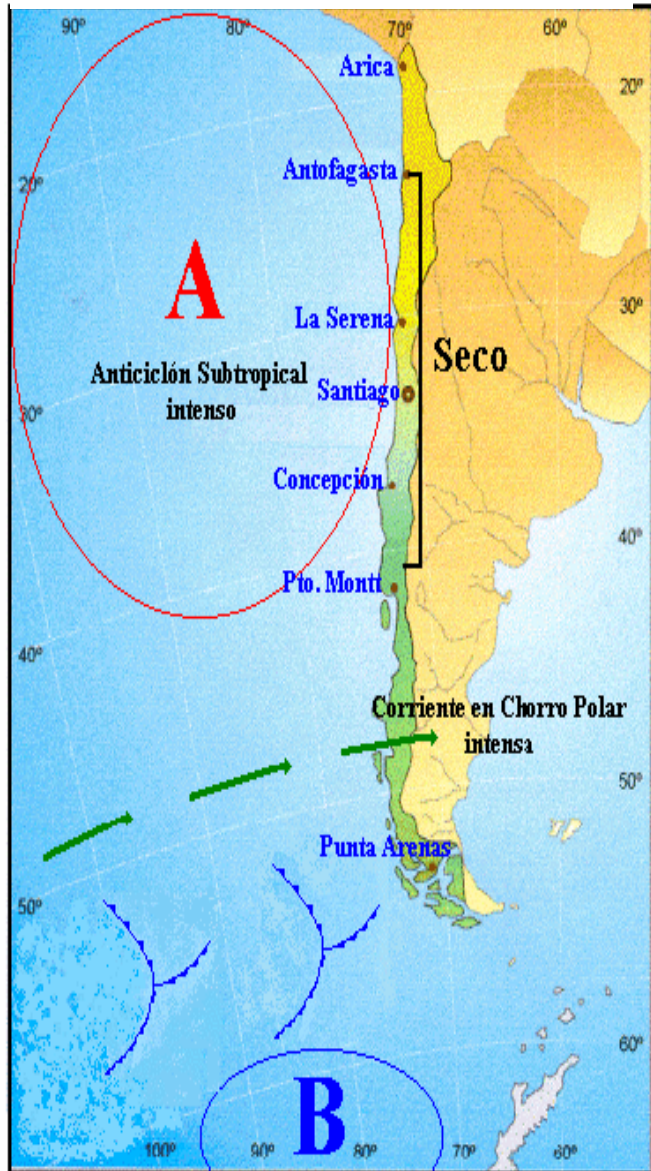 90º 80º 70º 60º
Arica
20º
Antofagasta
20º
A
La Serena
30º
Seco
Anticiclón Subtropical
intenso
Santiago
30º
Concepción
40º
Pto. Montt
40º
Corriente en Chorro Polar
intensa
50º
Punta Arenas
50º
60º
B
100º 90º 80º 70º 60º